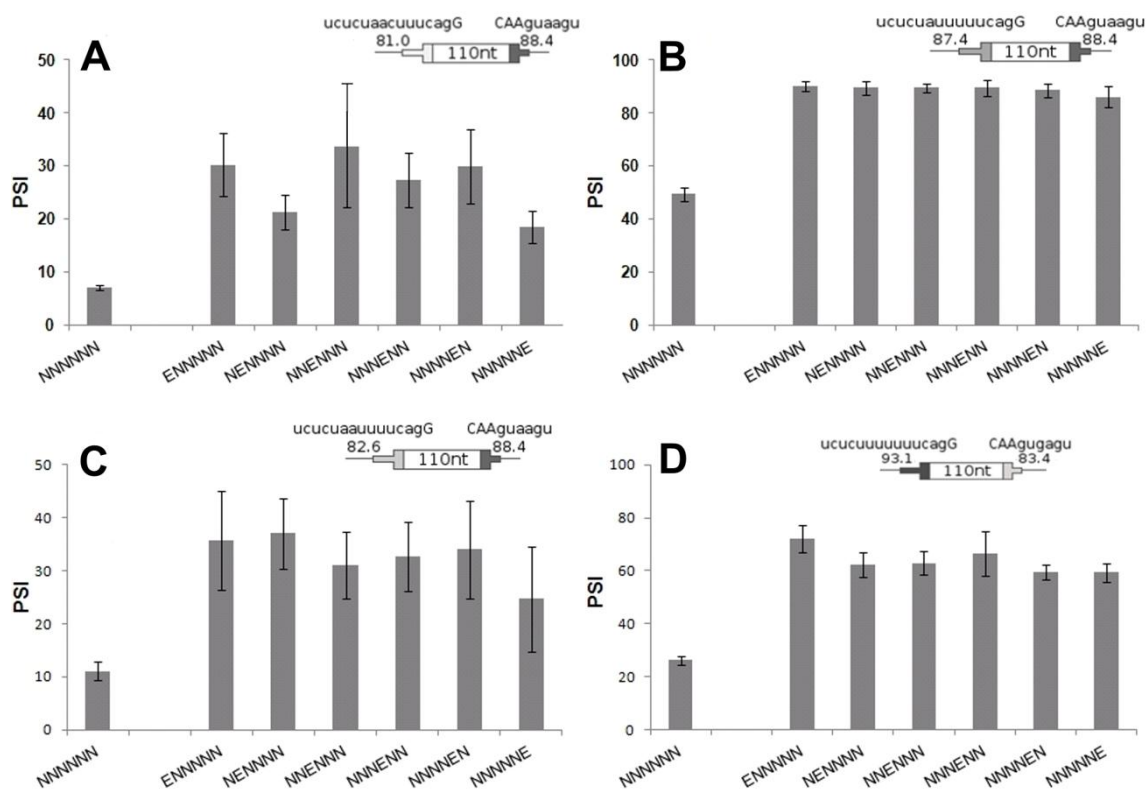 A
ucucuaacuuucagG CAAguaagu
81.0 88.4
110nt
50
40
30
20
10
0
PSI
NNNNNN ENNNNN NENNNN NNENNN NNNENN NNNNEN NNNNNE
B
ucucuauuuuucagG CAAguaagu
87.4 88.4
110nt
100
80
60
40
20
0
PSI
NNNNNN ENNNNN NENNNN NNENNN NNNENN NNNNEN NNNNNE
C
ucucuaauuuucagG CAAguaagu
82.6 88.4
110nt
50
40
30
20
10
0
PSI
NNNNNN ENNNNN NENNNN NNENNN NNNENN NNNNEN NNNNNE
D
ucucuuuuuuucagG CAAgugagu
93.1 83.4
110nt
100
80
60
40
20
0
PSI
NNNNNN ENNNNN NENNNN NNENNN NNNENN NNNNEN NNNNNE